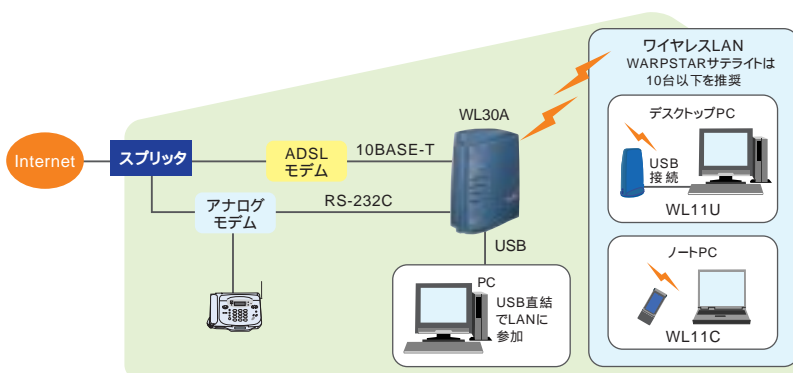 ワイヤレスLAN
WARPSTARサテライトは
10台以下を推奨
WL30A
デスクトップPC
Internet
スプリッタ
ADSL
モデム
10BASE-T
USB
接続
WL11U
アナログ
モデム
RS-232C
USB
ノートPC
PC
USB直結
でLANに
参加
WL11C